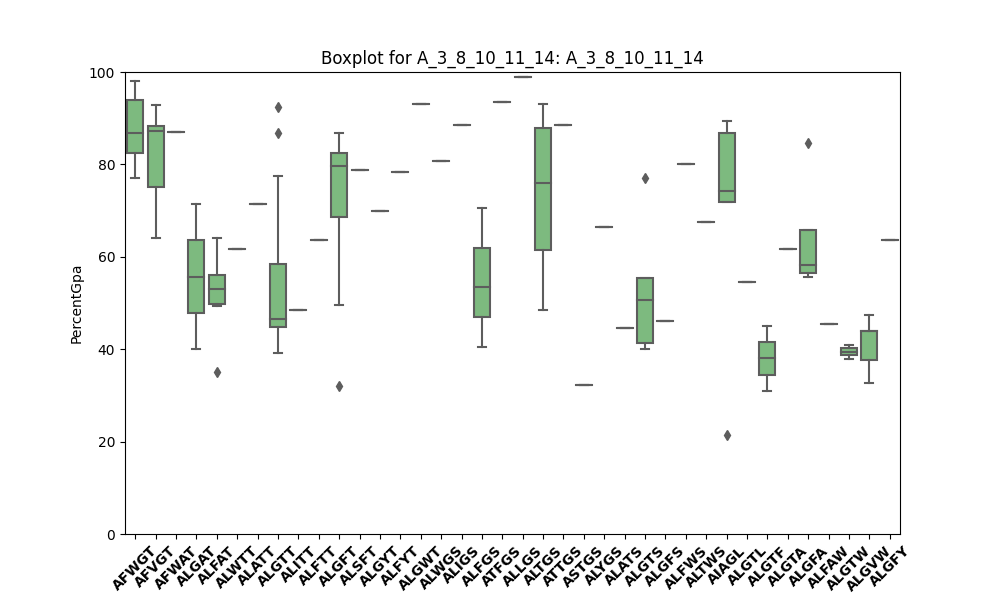 Boxplot for A_3_8_10_11_14: A_3_8_10_11_14
PercentGpa
100
80
60
40
20
0
AFWGT
AFVGT
AFWAT
ALGAT
ALFAT
ALWTT
ALATT
ALGTT
ALITT
ALFTT
ALGFT
ALSFT
ALGYT
ALFYT
ALGWT
ALWGS
ALIGS
ALFGS
ATFGS
ALLGS
ALTGS
ATTGS
ASTGS
ALYGS
ALATS
ALGTS
ALGFS
ALFWS
ALTWS
AIAGL
ALGTL
ALGTF
ALGTA
ALGFA
ALFAW
ALGTW
ALGVW
ALGFY